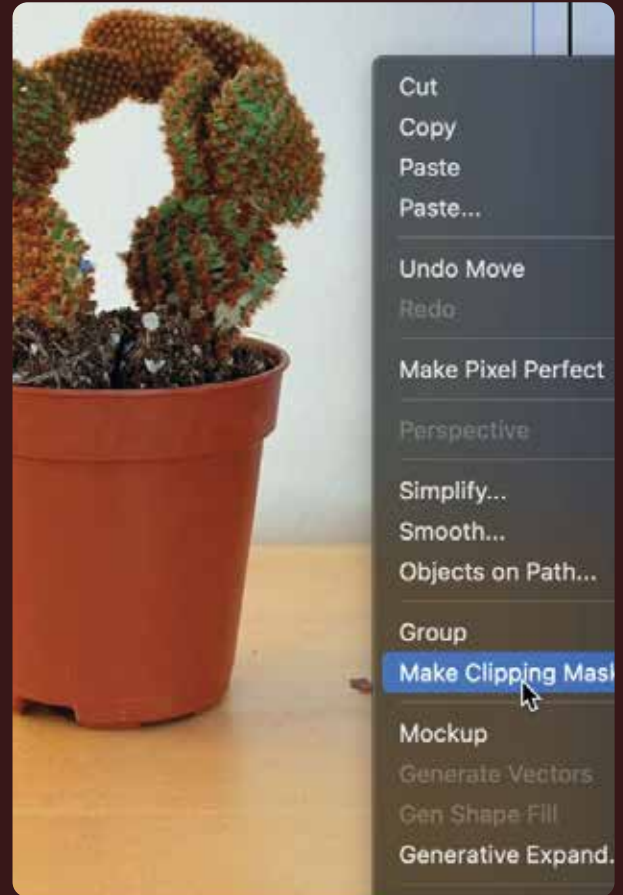 Cut
Copy
Paste
Paste...
Undo Move
Redo
Make Pixel Perfect
Perspective
Simplify...
Smooth...
Objects on Path...
Group
Make Clipping Mask
Mockup
Generate Vectors
Gen Shape Fill
Generative Expand.